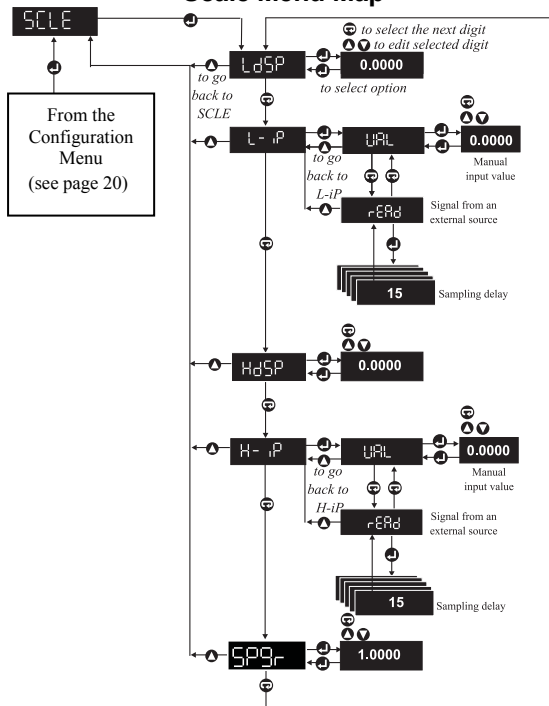 Scale Menu Map
SCLE
to select the next digit
to edit selected digit
LdSP
0.0000
to go
back to
SCLE
to select option
From the
Configuration
Menu
(see page 20)
L-iP
UAL
0.0000
to go
back to
L-iP
Manual
input value
rEAd
Signal from an
external source
15
Sampling delay
HdSP
0.0000
H-iP
UAL
0.0000
to go
back to
H-iP
Manual
input value
rEAd
Signal from an
external source
15
Sampling delay
SPGr
1.0000